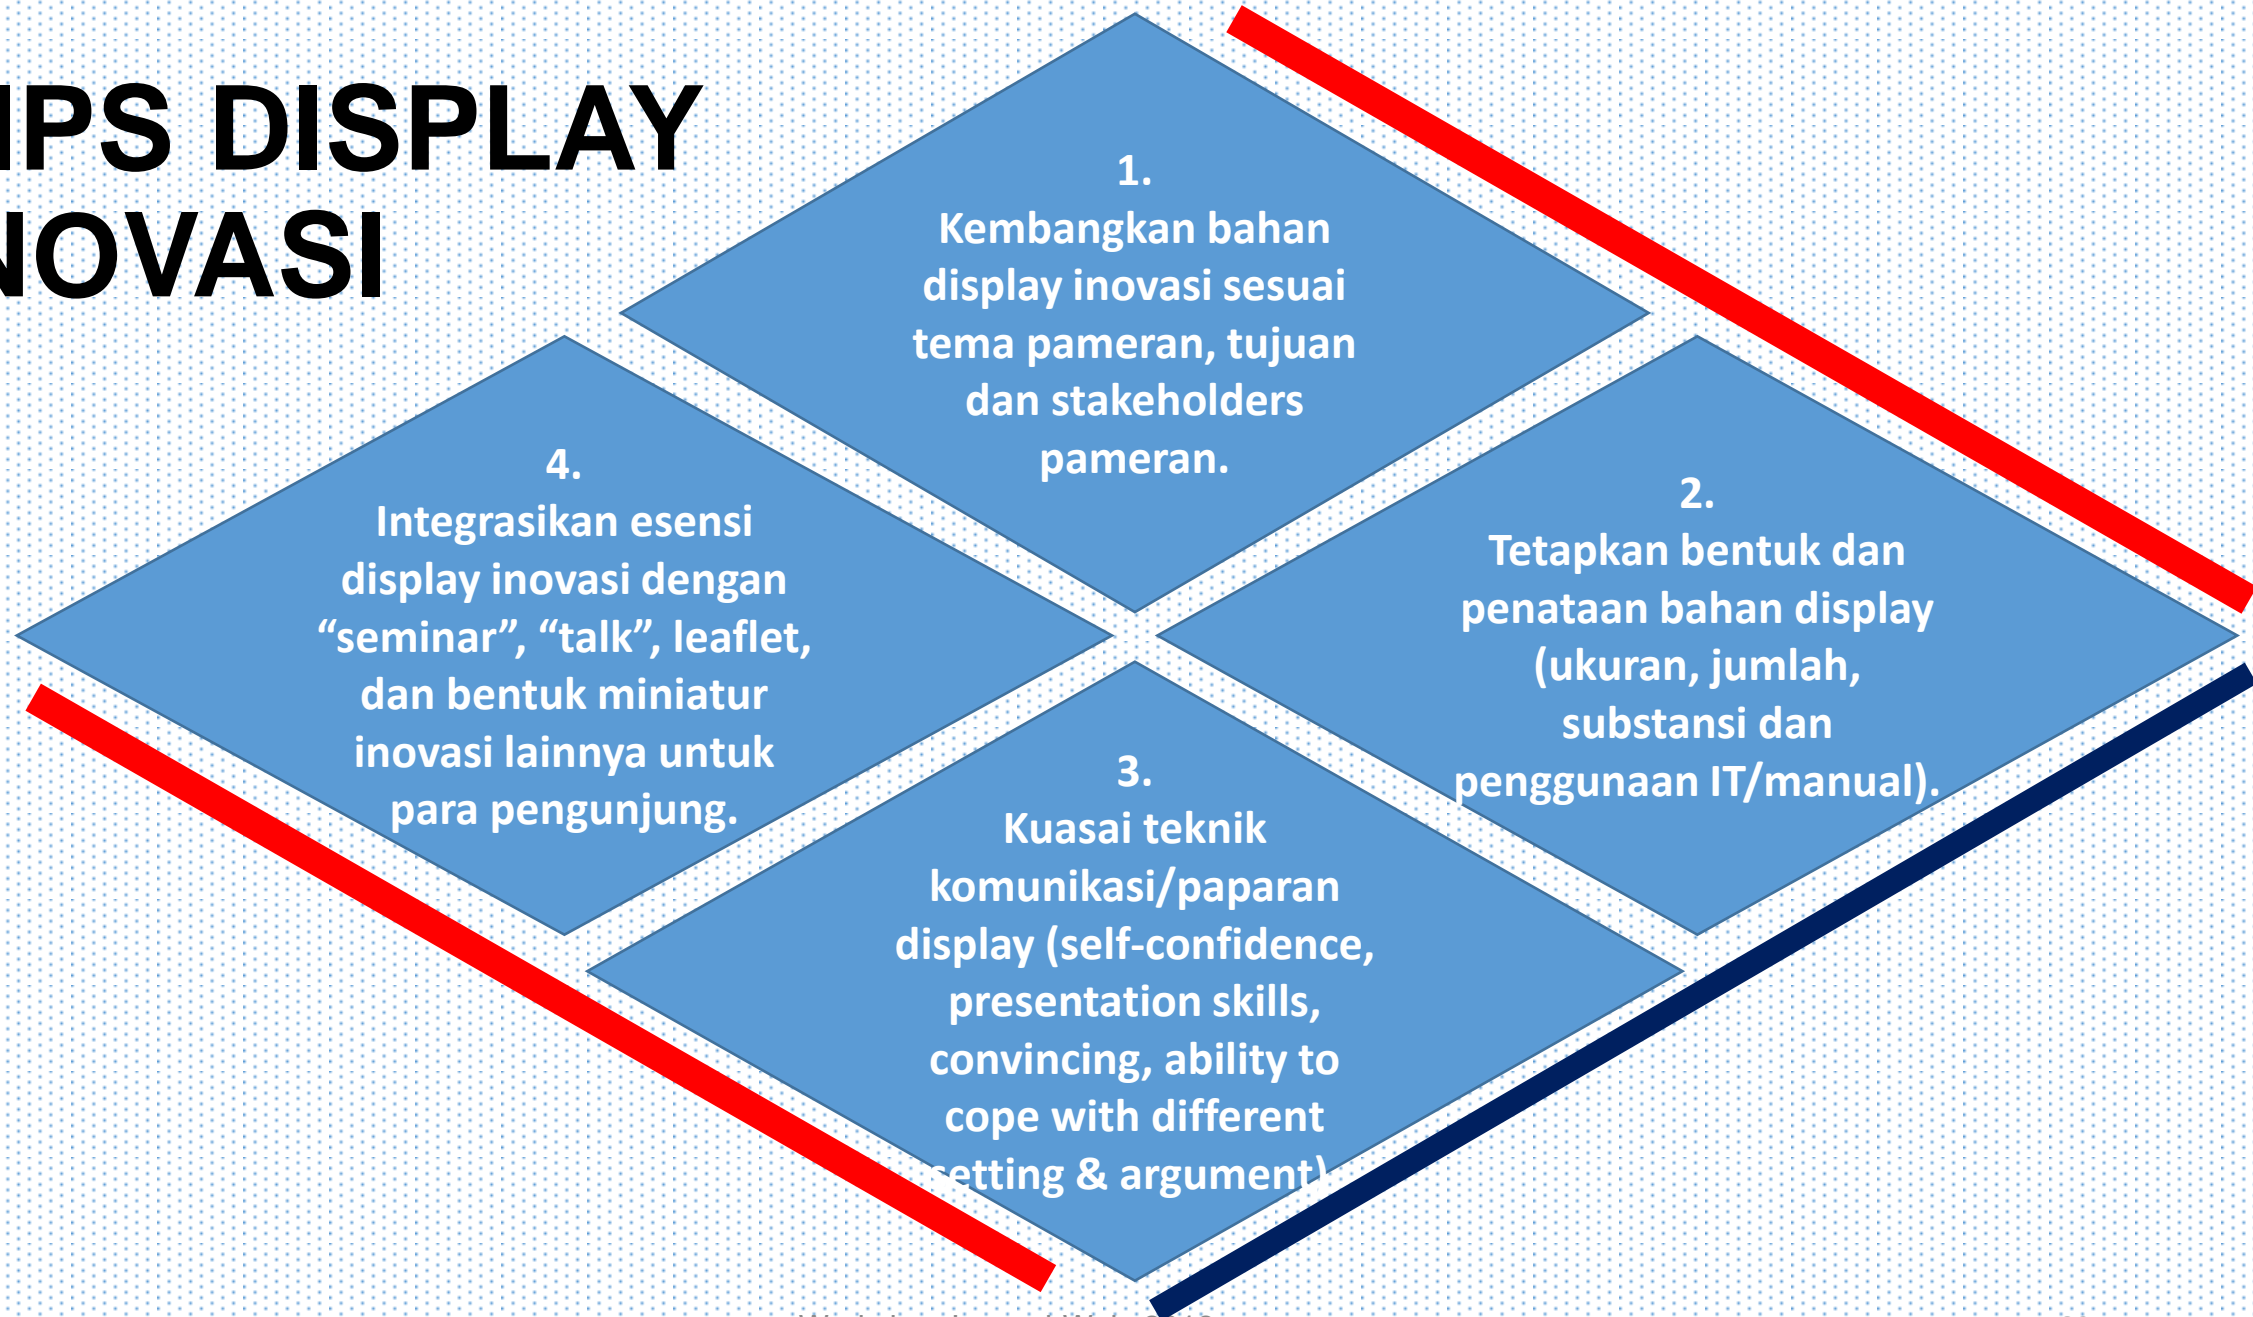 IPS DISPLAY
NOVASI
1.
Kembangkan bahan
display inovasi sesuai
tema pameran, tujuan
dan stakeholders
pameran.
2.
Tetapkan bentuk dan
penataan bahan display
(ukuran, jumlah,
substansi dan
penggunaan IT/manual).
3.
Kuasai teknik
komunikasi/paparan
display (self-confidence,
presentation skills,
convincing, ability to
cope with different
setting & argument)
4.
Integrasikan esensi
display inovasi dengan
“seminar”, “talk”, leaflet,
dan bentuk miniatur
inovasi lainnya untuk
para pengunjung.